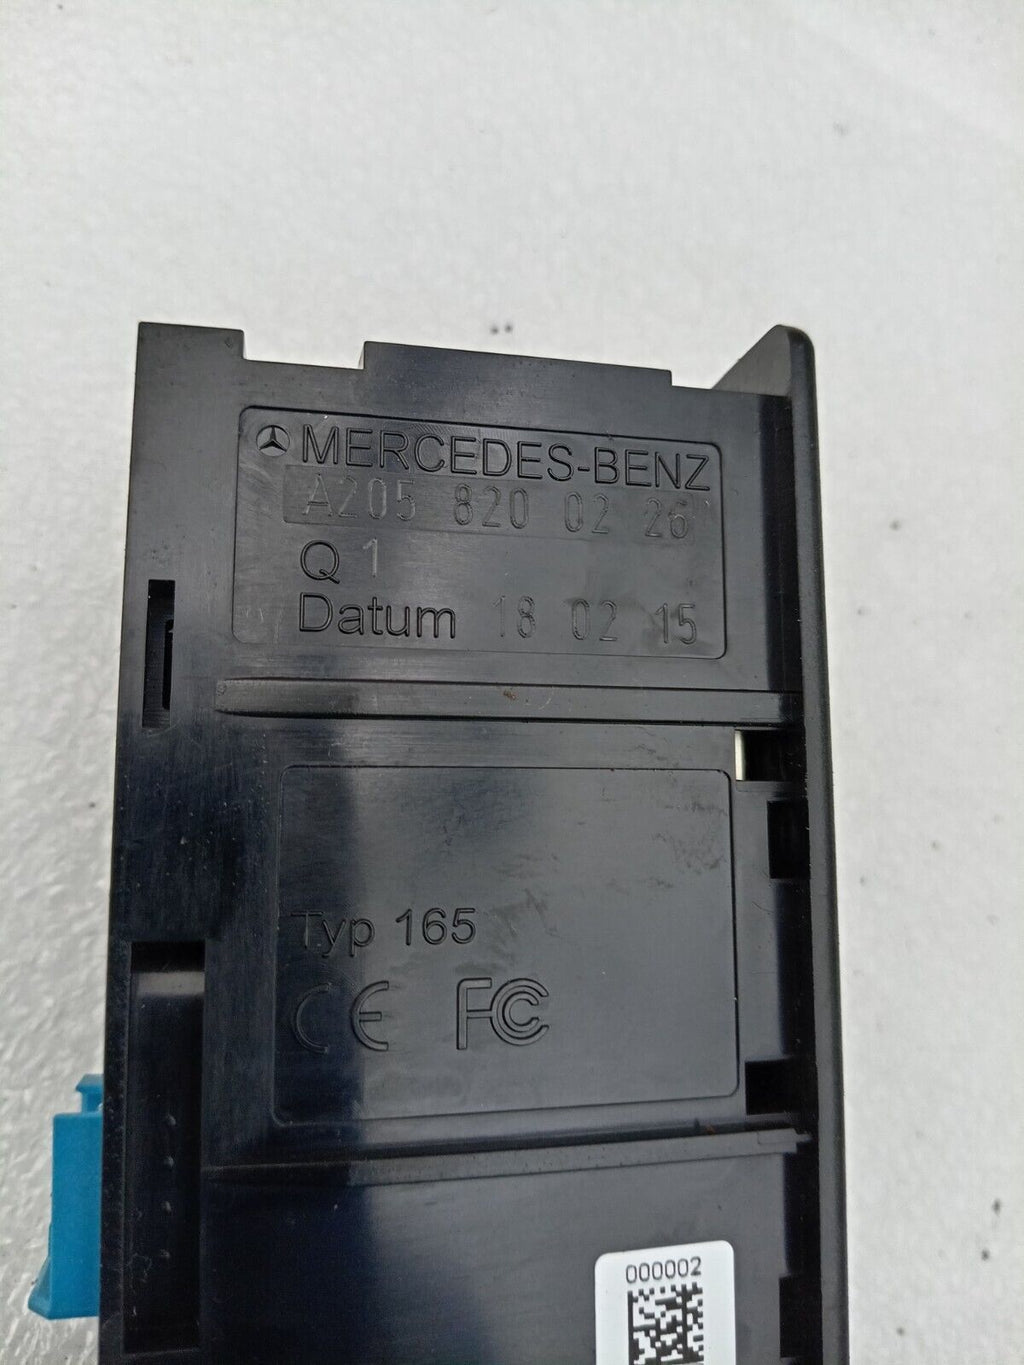 MERCEDES-BENZ
A205 820 02 26
Q 1
Datum 18 02 15
Typ 165
CE FC
000002